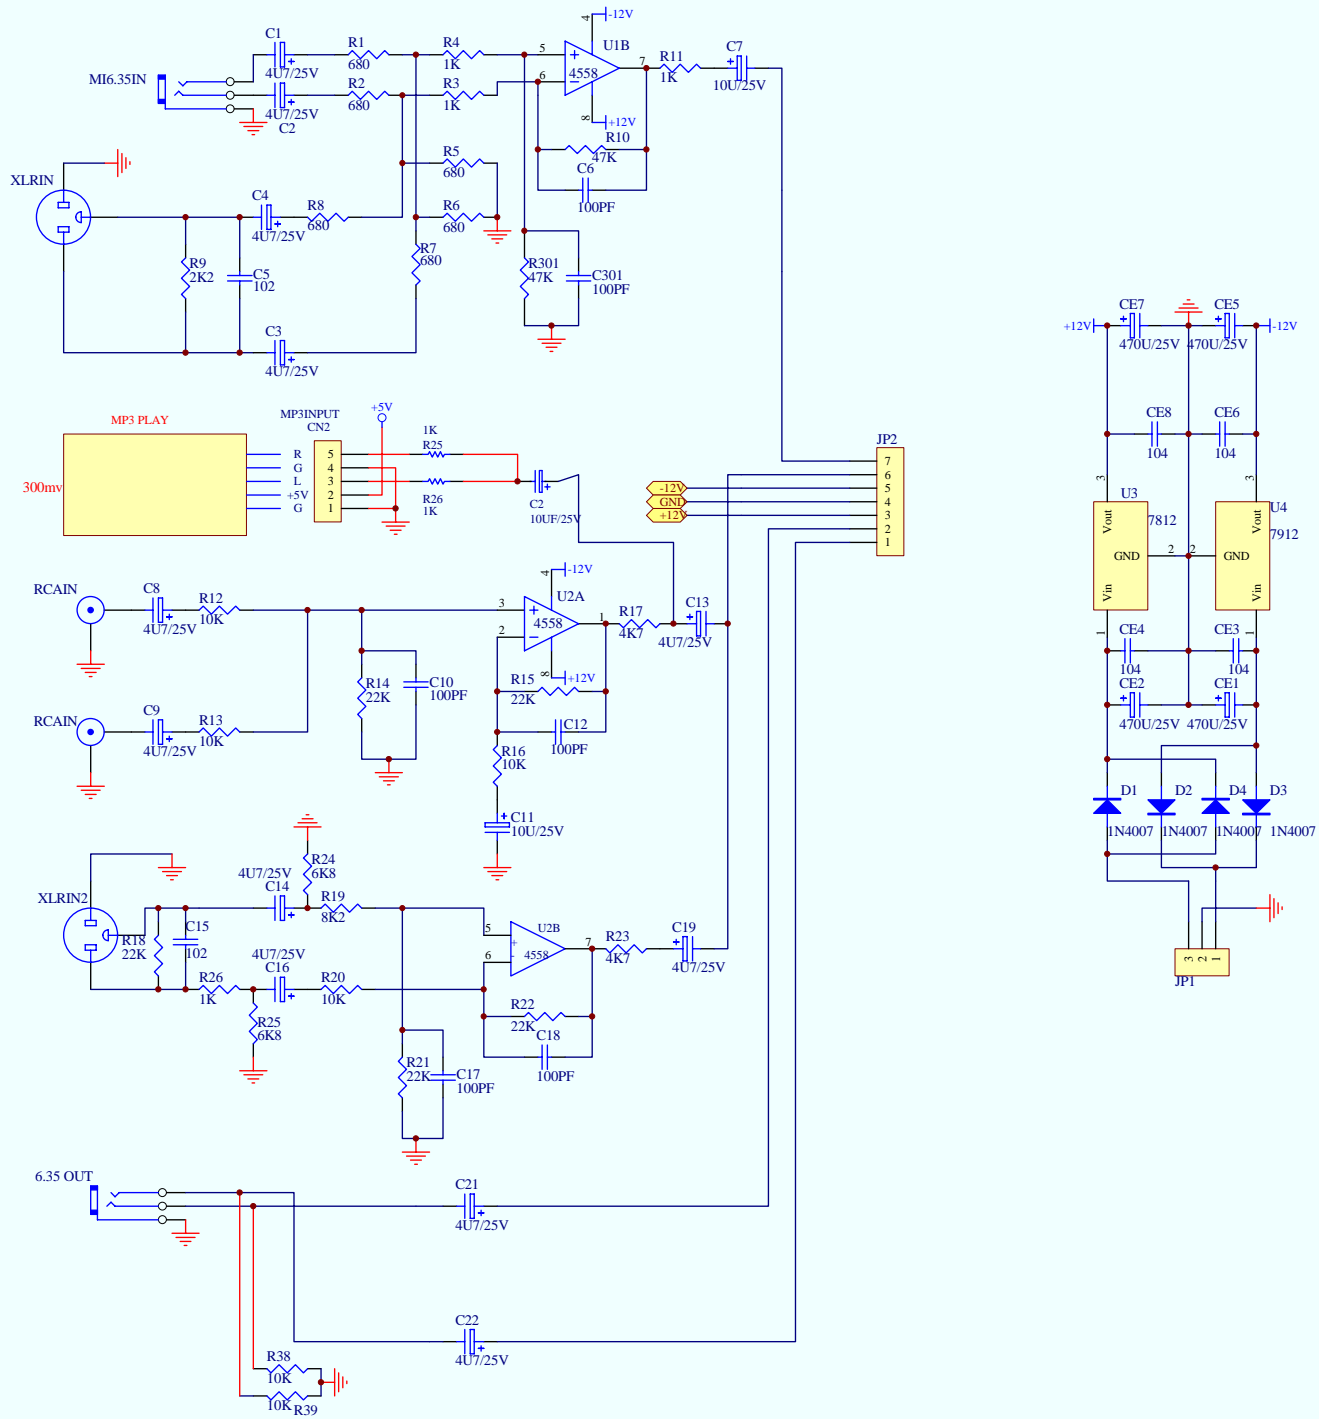 MI6.35IN
C1
4U7/25V
4U7/25V
C2
R1
680
R2
680
R4
1K
R3
1K
R5
680
R6
680
R7
680
5
6
7
4
8
+
−
U1B
4558
-12V
+12V
R10
47K
C6
100PF
R11
1K
C7
10U/25V
XLRIN
C4
4U7/25V
R8
680
R9
2K2
C5
102
C3
4U7/25V
R301
47K
C301
100PF
MP3 PLAY
300mv
R
G
L
+5V
G
MP3INPUT
CN2
5
4
3
2
1
+5V
1K
R25
R26
1K
C2
10UF/25V
-12V
GND
+12V
JP2
7
6
5
4
3
2
1
RCAIN
C8
4U7/25V
R12
10K
RCAIN
C9
4U7/25V
R13
10K
R14
22K
C10
100PF
3
2
1
4
8
+
−
U2A
4558
-12V
+12V
R15
22K
C12
100PF
R16
10K
C11
10U/25V
R17
4K7
C13
4U7/25V
XLRIN2
R18
22K
C15
102
4U7/25V
C14
R24
6K8
R19
8K2
4U7/25V
C16
R26
1K
R25
6K8
R20
10K
R21
22K
C17
100PF
5
6
7
+
-
U2B
4558
R22
22K
C18
100PF
R23
4K7
C19
4U7/25V
6.35 OUT
C21
4U7/25V
C22
4U7/25V
R38
10K
10K
R39
+12V
CE7
470U/25V
CE5
470U/25V
-12V
CE8
104
CE6
104
3
U3
7812
Vout
GND
Vin
2
1
3
U4
7912
Vout
GND
Vin
2
1
CE4
104
CE3
104
CE2
470U/25V
CE1
470U/25V
D1
1N4007
D2
1N4007
D4
1N4007
D3
1N4007
3
2
1
JP1